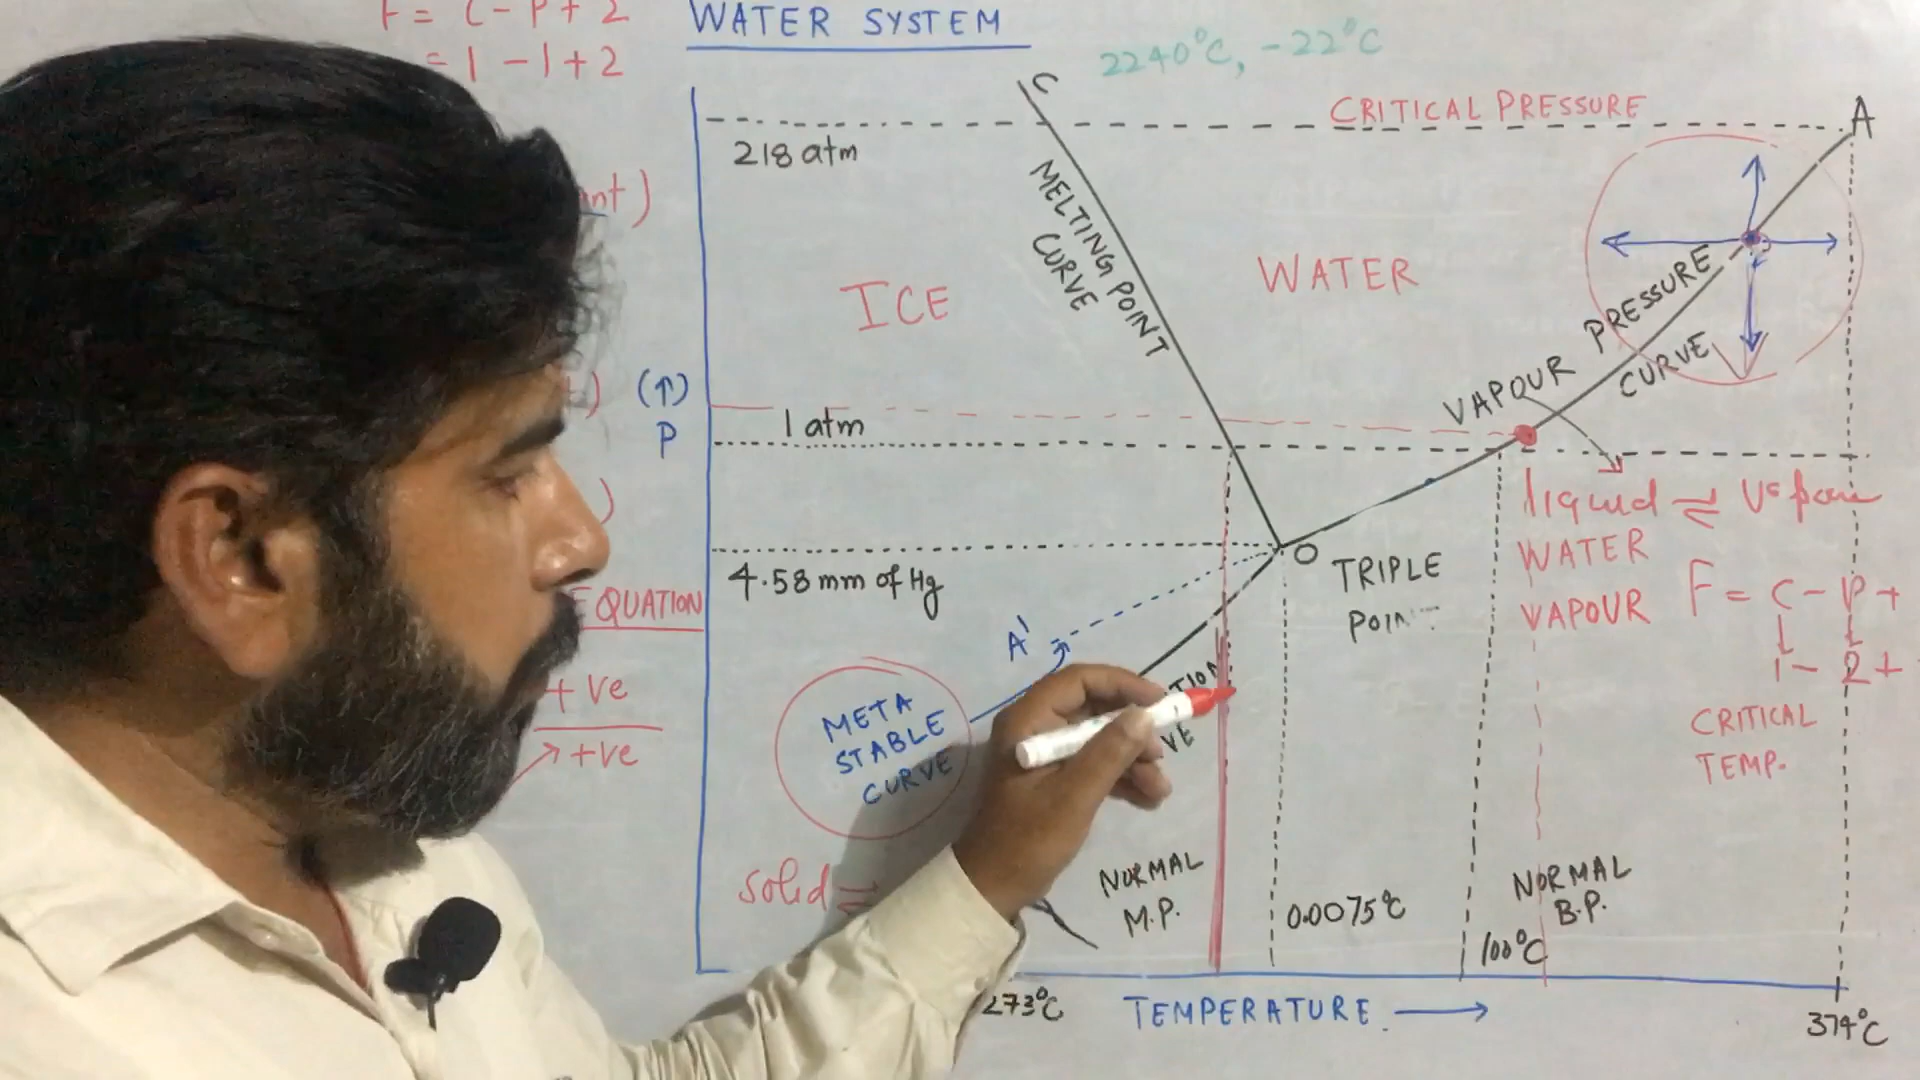 F = C - P + 2
= 1 - 1 + 2
WATER SYSTEM
2240°C, -22°C
C
CRITICAL PRESSURE
A
218 atm
MELTING POINT
CURVE
ICE
WATER
VAPOUR PRESSURE
CURVE
(↑)
P
1 atm
liquid ⇌ Vapour
WATER
VAPOUR
F = C - P +
1 - 2 +
O
TRIPLE
POINT
4.58 mm of Hg
EQUATION
A'
META
STABLE
CURVE
+ve
→ +ve
CRITICAL
TEMP.
Solid ⇌
NORMAL
M.P.
0.0075°C
NORMAL
B.P.
100°C
273°C
TEMPERATURE →
374°C